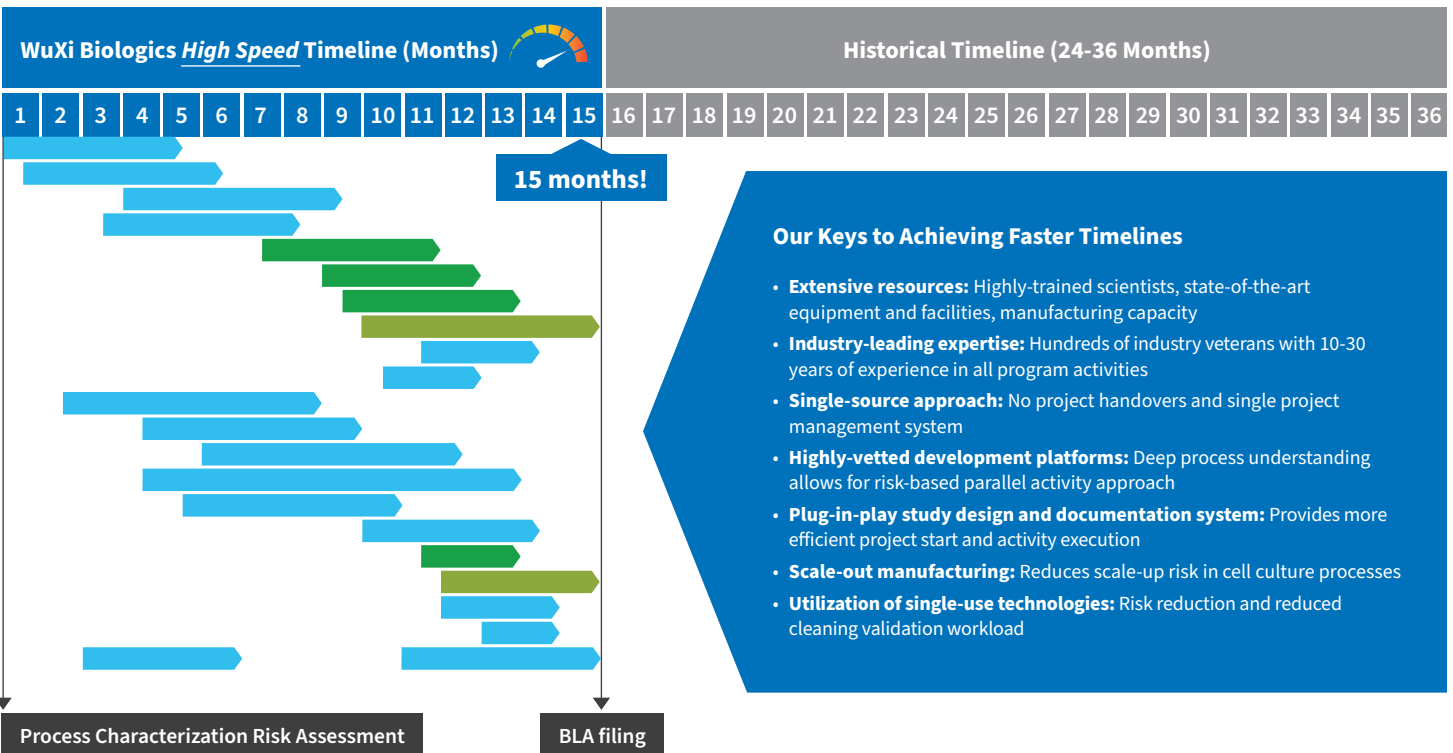 WuXi Biologics High Speed Timeline (Months)
Historical Timeline (24-36 Months)
1 2 3 4 5 6 7 8 9 10 11 12 13 14 15 16 17 18 19 20 21 22 23 24 25 26 27 28 29 30 31 32 33 34 35 36
15 months!
Our Keys to Achieving Faster Timelines
• Extensive resources: Highly-trained scientists, state-of-the-art
equipment and facilities, manufacturing capacity
• Industry-leading expertise: Hundreds of industry veterans with 10-30
years of experience in all program activities
• Single-source approach: No project handovers and single project
management system
• Highly-vetted development platforms: Deep process understanding
allows for risk-based parallel activity approach
• Plug-in-play study design and documentation system: Provides more
efficient project start and activity execution
• Scale-out manufacturing: Reduces scale-up risk in cell culture processes
• Utilization of single-use technologies: Risk reduction and reduced
cleaning validation workload
Process Characterization Risk Assessment
BLA filing